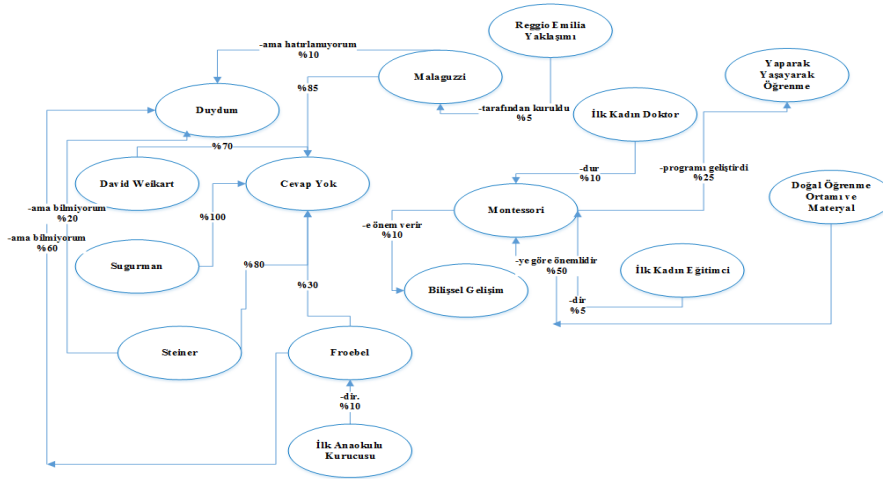 Reggio Emilia
Yaklaşımı
-ama hatırlamıyorum
%10
Malaguzzi
Yaparak
Yaşayarak
Öğrenme
%85
Duydum
-tarafından kuruldu
%5
İlk Kadın Doktor
%70
David Weikart
Cevap Yok
-dur
%10
-programı geliştirdi
%25
Doğal Öğrenme
Ortamı ve
Materyal
-ama bilmiyorum
%20
%100
Montessori
-e önem verir
%10
-ama bilmiyorum
%60
Sugurman
%80
-ye göre önemlidir
%50
İlk Kadın Eğitimci
%30
Bilişsel Gelişim
-dir
%5
Steiner
Froebel
-dir.
%10
İlk Anaokulu
Kurucusu